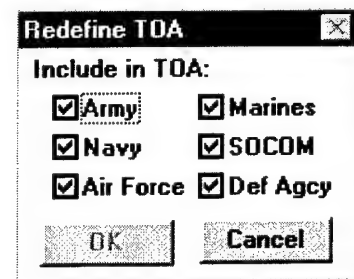 Redefine TOA
Include in TOA:
Army Marines
Navy SOCOM
Air Force Def Agcy
OK Cancel